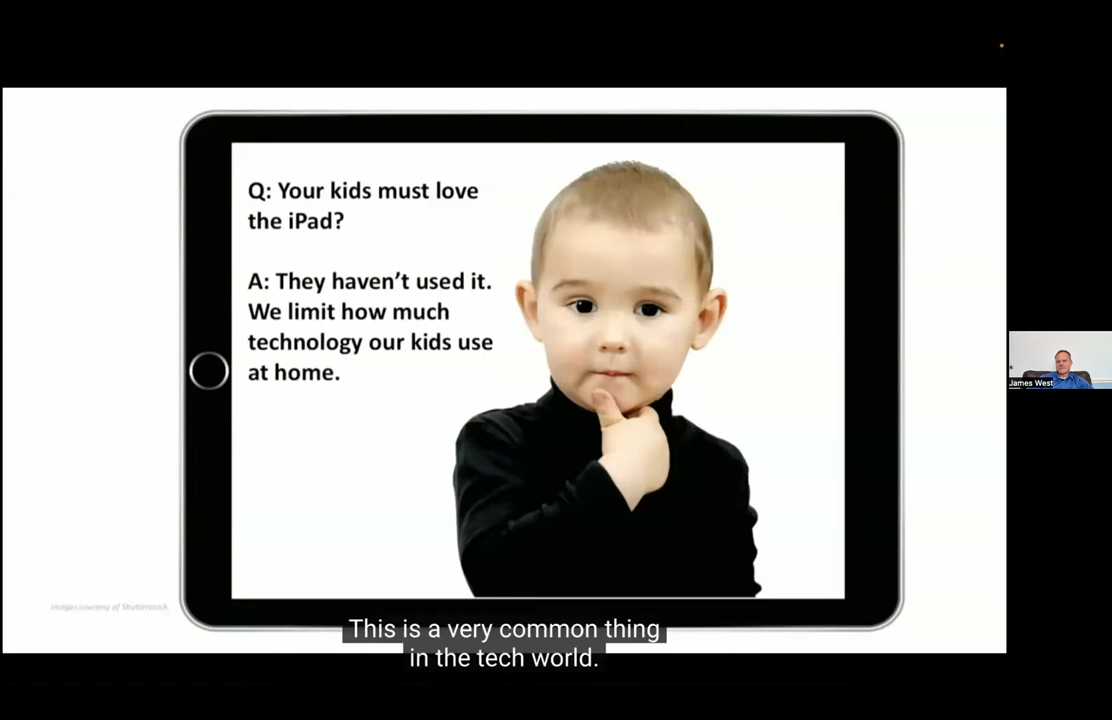 Q: Your kids must love
the iPad?
A: They haven't used it.
We limit how much
technology our kids use
at home.
James West
Images courtesy of Shutterstock.
This is a very common thing
in the tech world.